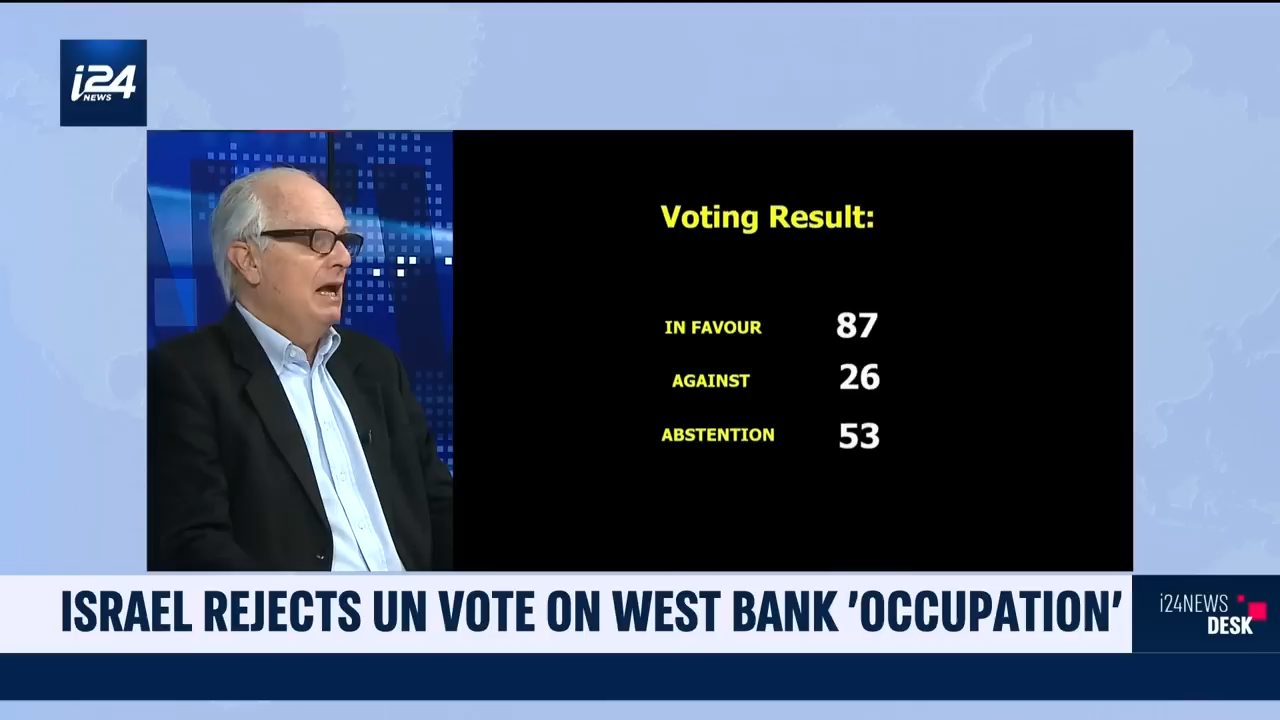 i24
NEWS
Voting Result:
IN FAVOUR 87
AGAINST 26
ABSTENTION 53
ISRAEL REJECTS UN VOTE ON WEST BANK 'OCCUPATION'
i24NEWS
DESK